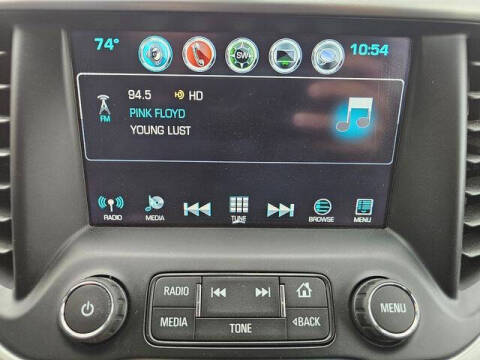 74°
SW
10:54
94.5 HD
FM
PINK FLOYD
YOUNG LUST
RADIO
MEDIA
TUNE
BROWSE
MENU
RADIO
MENU
MEDIA
TONE
BACK